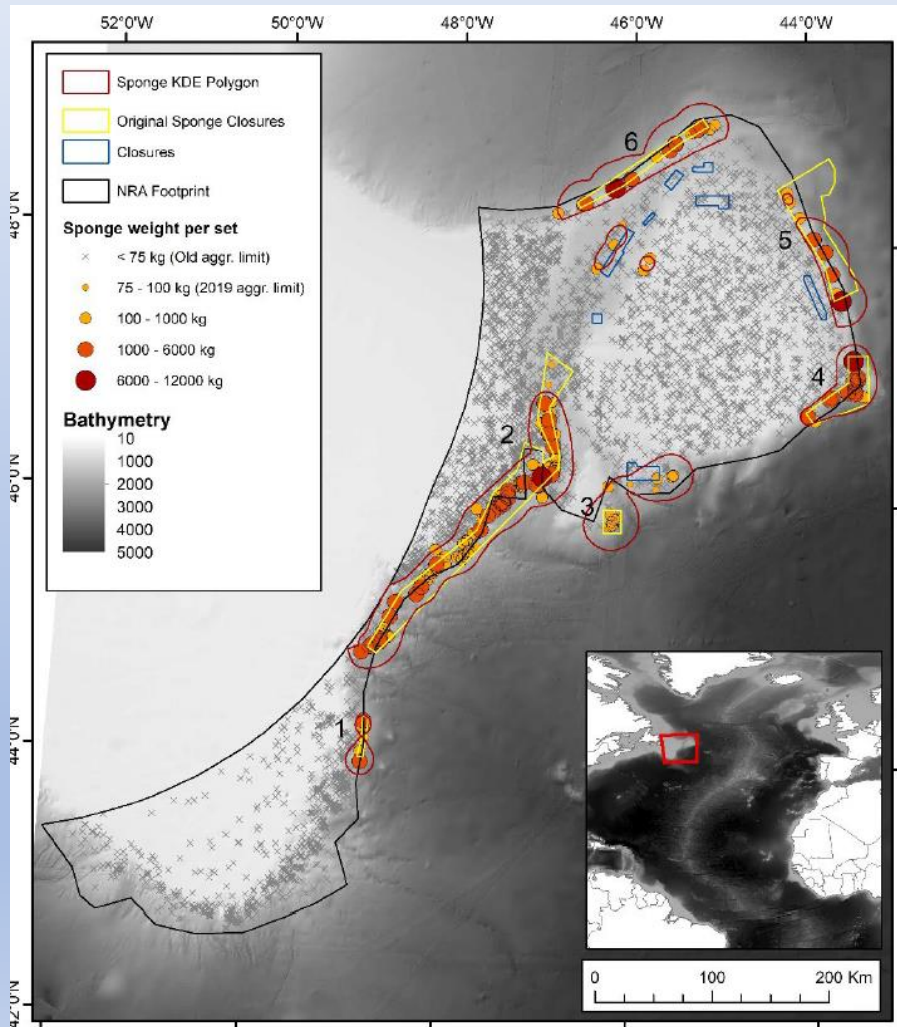 52°0'W 50°0'W 48°0'W 46°0'W 44°0'W
Sponge KDE Polygon
Original Sponge Closures
Closures
NRA Footprint
Sponge weight per set
< 75 kg (Old aggr. limit)
75 - 100 kg (2019 aggr. limit)
100 - 1000 kg
1000 - 6000 kg
6000 - 12000 kg
Bathymetry
10
1000
2000
3000
4000
5000
6
5
4
2
3
1
48°0'N
46°0'N
44°0'N
42°0'N
0 100 200 Km